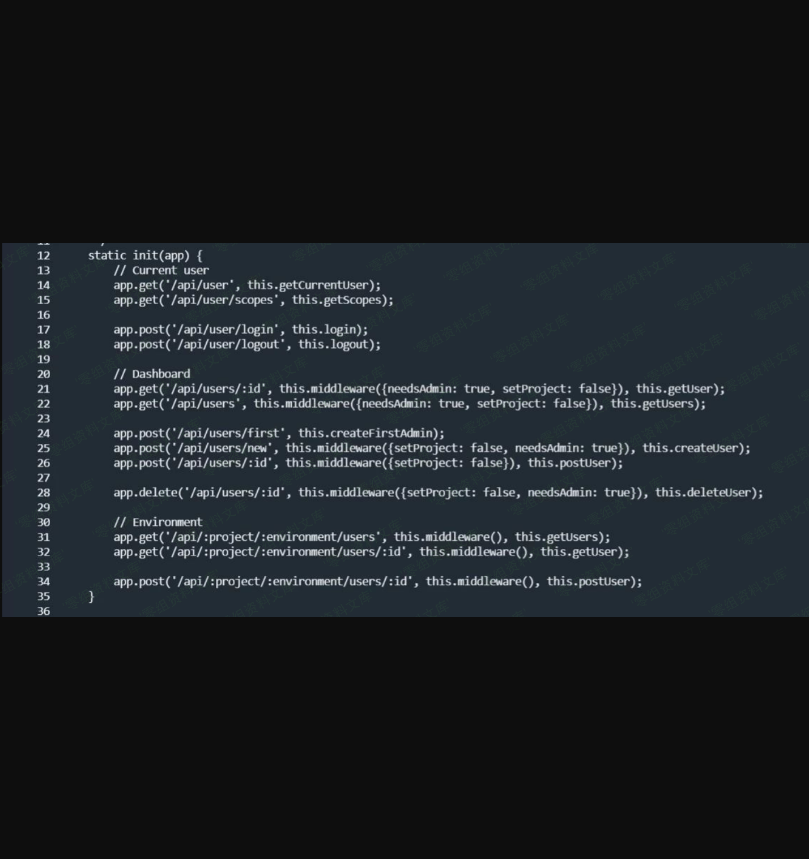 12 static init(app) {
13 // Current user
14 app.get('/api/user', this.getCurrentUser);
15 app.get('/api/user/scopes', this.getScopes);
16
17 app.post('/api/user/login', this.login);
18 app.post('/api/user/logout', this.logout);
19
20 // Dashboard
21 app.get('/api/users/:id', this.middleware({needsAdmin: true, setProject: false}), this.getUser);
22 app.get('/api/users', this.middleware({needsAdmin: true, setProject: false}), this.getUsers);
23
24 app.post('/api/users/first', this.createFirstAdmin);
25 app.post('/api/users/new', this.middleware({setProject: false, needsAdmin: true}), this.createUser);
26 app.post('/api/users/:id', this.middleware({setProject: false}), this.postUser);
27
28 app.delete('/api/users/:id', this.middleware({setProject: false, needsAdmin: true}), this.deleteUser);
29
30 // Environment
31 app.get('/api/:project/:environment/users', this.middleware(), this.getUsers);
32 app.get('/api/:project/:environment/users/:id', this.middleware(), this.getUser);
33
34 app.post('/api/:project/:environment/users/:id', this.middleware(), this.postUser);
35 }
36